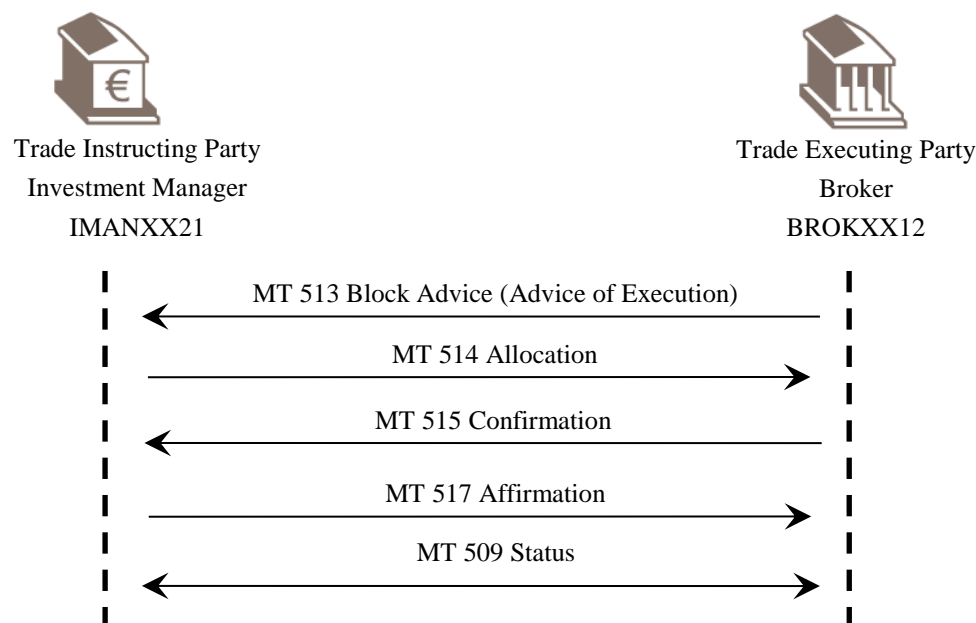 €
Trade Instructing Party
Investment Manager
IMANXX21
Trade Executing Party
Broker
BROKXX12
MT 513 Block Advice (Advice of Execution)
MT 514 Allocation
MT 515 Confirmation
MT 517 Affirmation
MT 509 Status